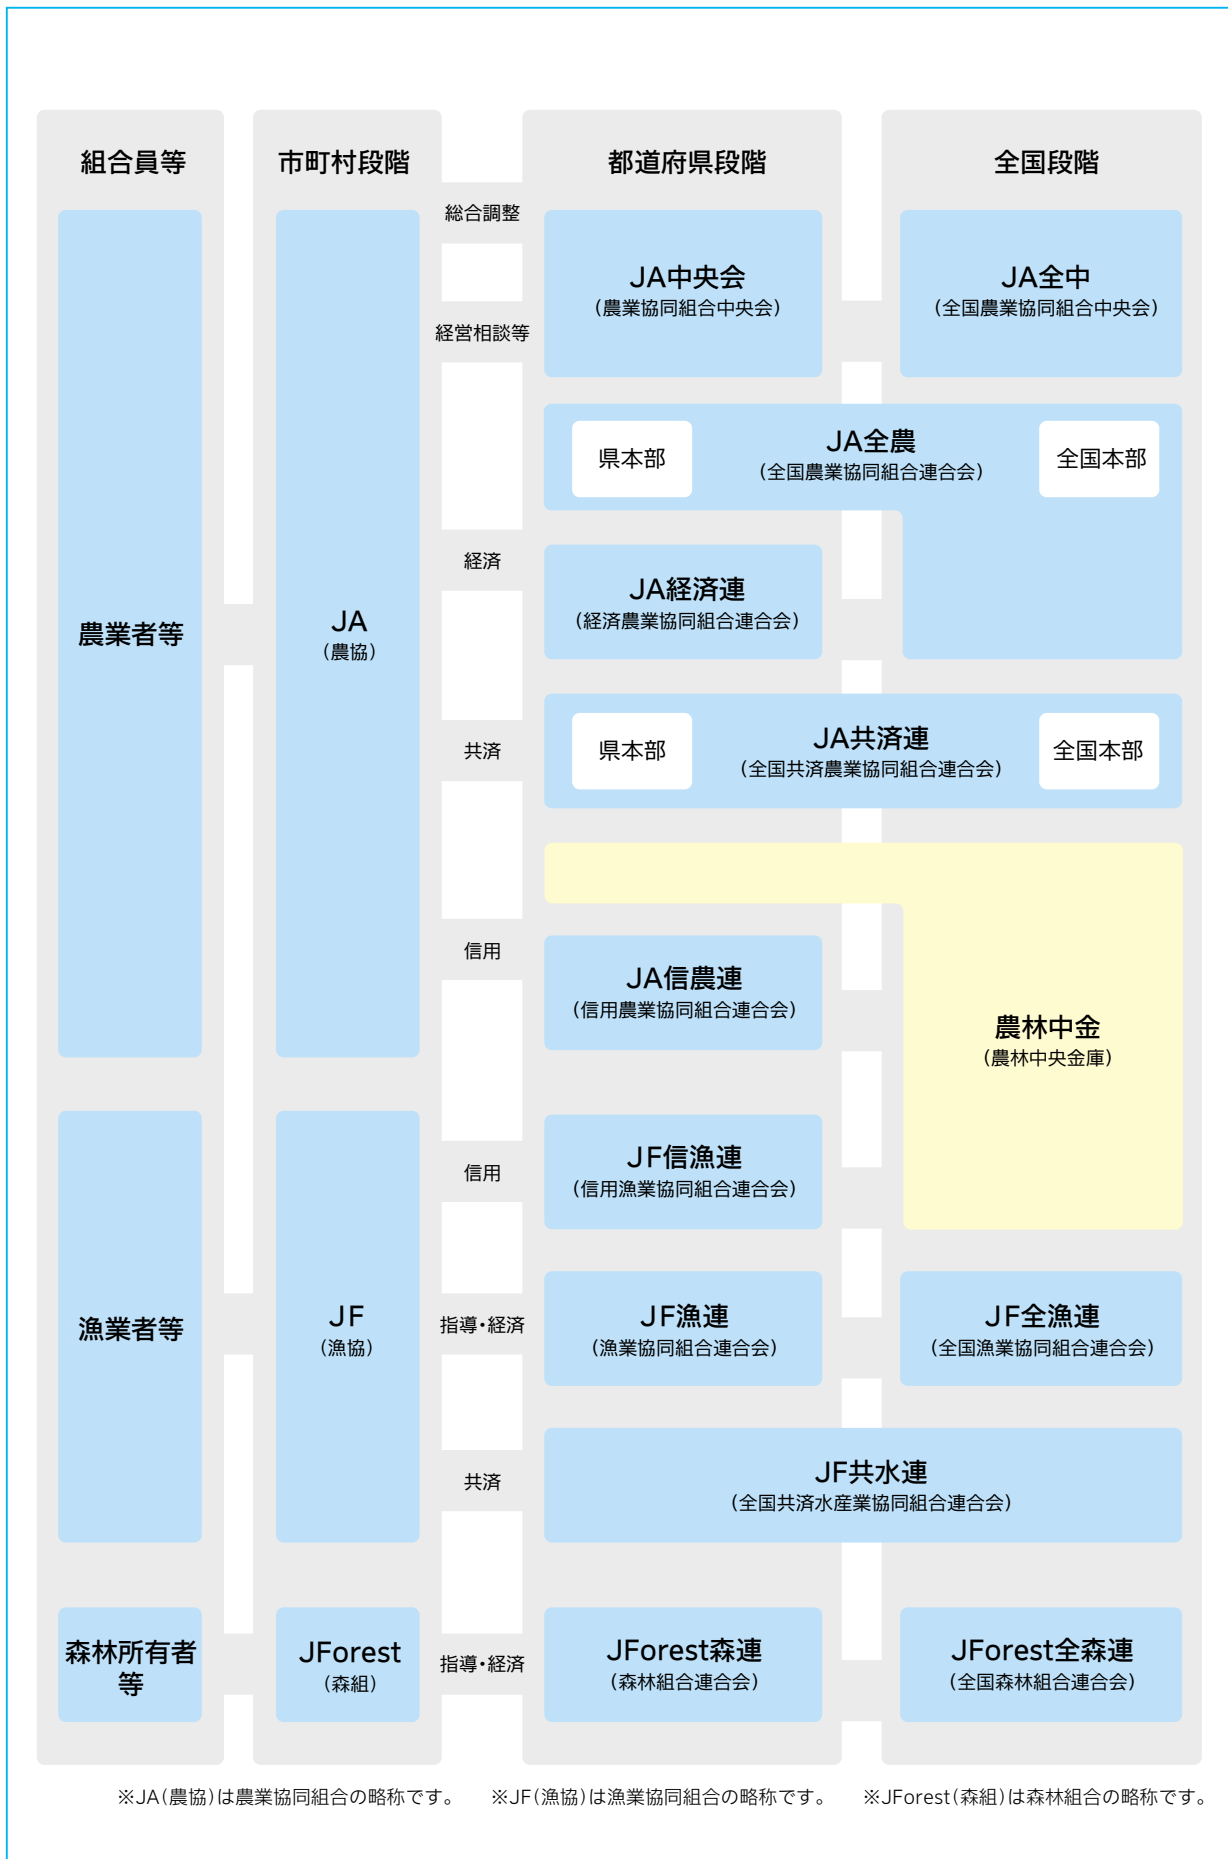 組合員等
市町村段階
都道府県段階
全国段階
総合調整
経営相談等
経済
共済
信用
信用
指導・経済
共済
指導・経済
農業者等
JA
(農協)
JA中央会
(農業協同組合中央会)
JA全中
(全国農業協同組合中央会)
県本部
JA全農
(全国農業協同組合連合会)
全国本部
JA経済連
(経済農業協同組合連合会)
県本部
JA共済連
(全国共済農業協同組合連合会)
全国本部
JA信農連
(信用農業協同組合連合会)
農林中金
(農林中央金庫)
JF信漁連
(信用漁業協同組合連合会)
漁業者等
JF
(漁協)
JF漁連
(漁業協同組合連合会)
JF全漁連
(全国漁業協同組合連合会)
JF共水連
(全国共済水産業協同組合連合会)
森林所有者
等
JForest
(森組)
JForest森連
(森林組合連合会)
JForest全森連
(全国森林組合連合会)
※JA(農協)は農業協同組合の略称です。 ※JF(漁協)は漁業協同組合の略称です。 ※JForest(森組)は森林組合の略称です。